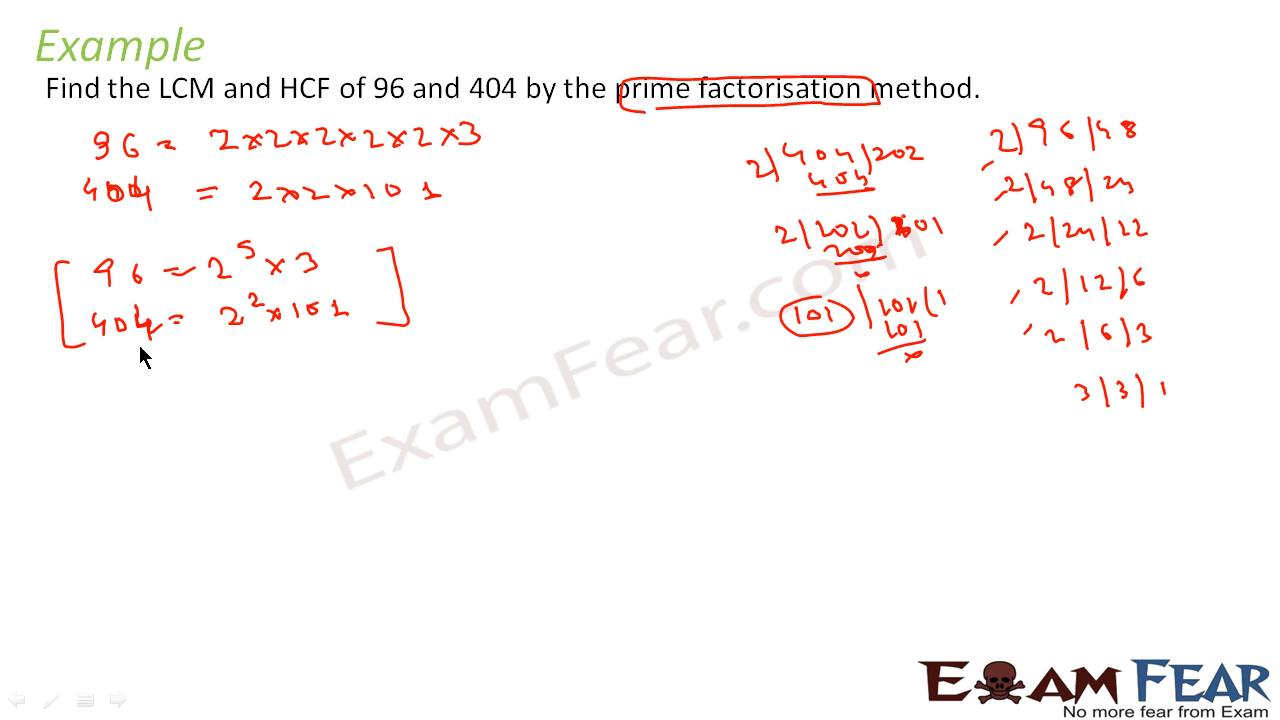 Example
Find the LCM and HCF of 96 and 404 by the prime factorisation method.
96 = 2×2×2×2×2×3
404 = 2×2×101
96 = 2^5 × 3
404 = 2^2 × 101
2)404)202
404
2|202)101
101|101(1
101
×
2)96|48
2|48|24
2|24|12
2|12|6
2|6|3
3|3|1
ExamFear.com
EXAM FEAR
No more fear from Exam